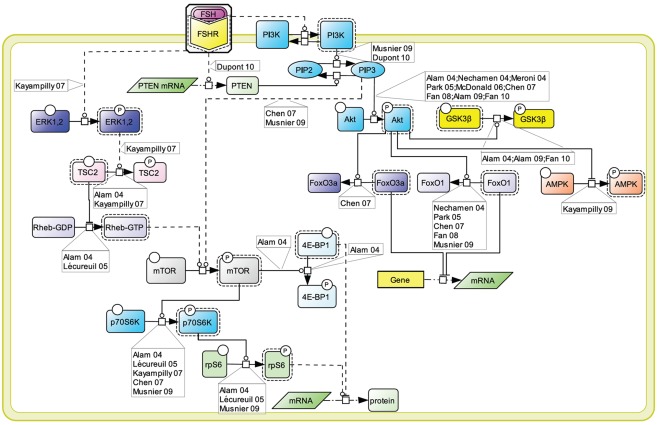 FSH
FSHR
PI3K
PI3K
Musnier 09
Dupont 10
Dupont 10
PIP2
PIP3
Kayampilly 07
PTEN mRNA
PTEN
Alam 04;Nechamen 04;Meroni 04
Park 05;McDonald 06;Chen 07
Fan 08;Alam 09;Fan 10
Chen 07
Musnier 09
ERK1,2
P
ERK1,2
Akt
P
Akt
GSK3β
P
GSK3β
Kayampilly 07
Alam 04;Alam 09;Fan 10
TSC2
P
TSC2
FoxO3a
P
FoxO3a
FoxO1
P
FoxO1
AMPK
P
AMPK
Alam 04
Kayampilly 07
Chen 07
Kayampilly 09
Nechamen 04
Park 05
Chen 07
Fan 08
Musnier 09
Rheb-GDP
Rheb-GTP
Alam 04
Lécureuil 05
Alam 04
4E-BP1
Alam 04
mTOR
P
mTOR
Gene
mRNA
P
4E-BP1
p70S6K
P
p70S6K
Alam 04
Lécureuil 05
Kayampilly 07
Chen 07
Musnier 09
rpS6
P
rpS6
Alam 04
Lécureuil 05
Musnier 09
mRNA
protein